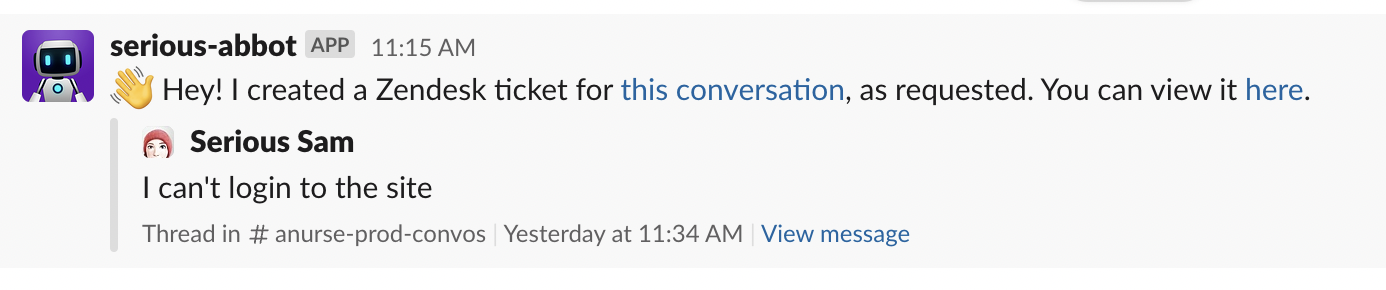 serious-abbot APP 11:15 AM
👋 Hey! I created a Zendesk ticket for this conversation, as requested. You can view it here.
Serious Sam
I can't login to the site
Thread in # anurse-prod-convos | Yesterday at 11:34 AM | View message